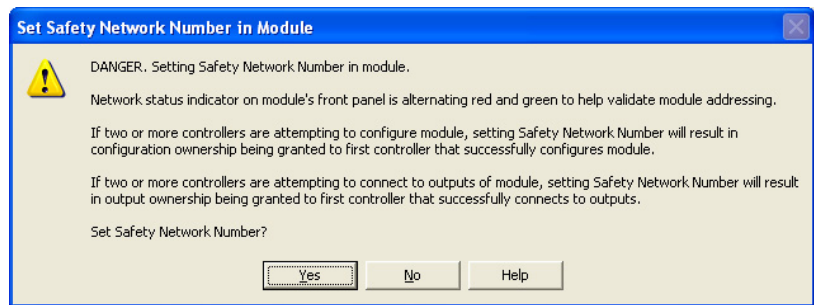 Set Safety Network Number in Module
DANGER. Setting Safety Network Number in module.
Network status indicator on module's front panel is alternating red and green to help validate module addressing.
If two or more controllers are attempting to configure module, setting Safety Network Number will result in
configuration ownership being granted to first controller that successfully configures module.
If two or more controllers are attempting to connect to outputs of module, setting Safety Network Number will result
in output ownership being granted to first controller that successfully connects to outputs.
Set Safety Network Number?
Yes
No
Help